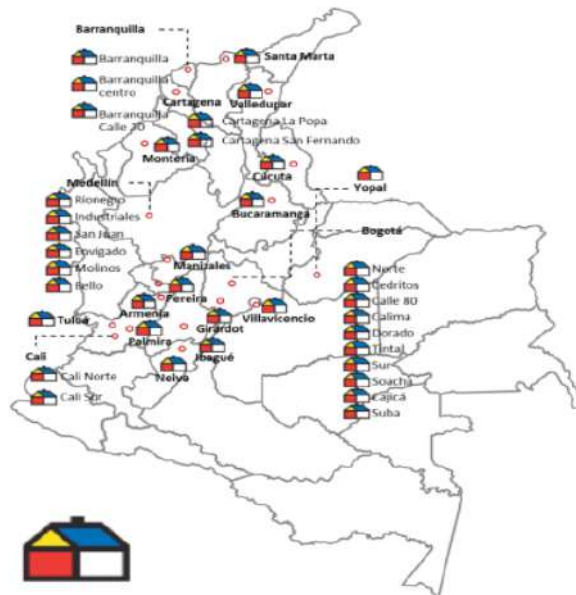 Barranquilla
Barranquilla
Barranquilla
centro
Barranquilla
Calle 30
Santa Marta
Cartagena
Valledupar
Cartagena La Popa
Cartagena San Fernando
Montería
Cúcuta
Yopal
Bucaramanga
Medellín
Rionegro
Industriales
San Juan
Envigado
Molinos
Bello
Bogotá
Manizales
Pereira
Armenia
Tuluá
Palmira
Girardot
Villavicencio
Ibagué
Neiva
Cali
Cali Norte
Cali Sur
Norte
Cedritos
Calle 80
Calima
Dorado
Tintal
Sur
Soacha
Cajicá
Suba